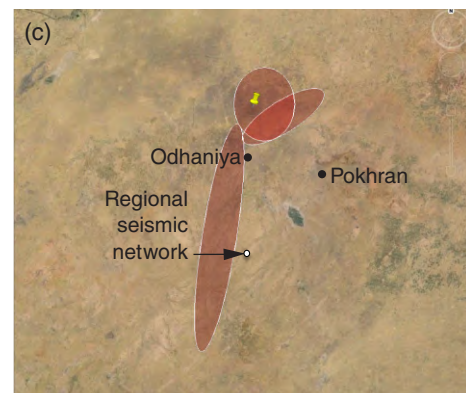 (c)
Odhaniya
Pokhran
Regional
seismic
network